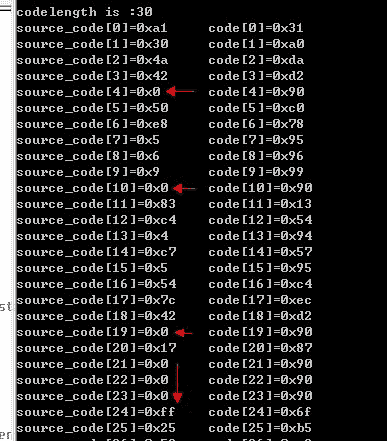 codelength is :30
source_code[0]=0xa1 code[0]=0x31
source_code[1]=0x30 code[1]=0xa0
source_code[2]=0x4a code[2]=0xda
source_code[3]=0x42 code[3]=0xd2
source_code[4]=0x0 code[4]=0x90
source_code[5]=0x50 code[5]=0xc0
source_code[6]=0xe8 code[6]=0x78
source_code[7]=0x5 code[7]=0x95
source_code[8]=0x6 code[8]=0x96
source_code[9]=0x9 code[9]=0x99
source_code[10]=0x0 code[10]=0x90
source_code[11]=0x83 code[11]=0x13
source_code[12]=0xc4 code[12]=0x54
source_code[13]=0x4 code[13]=0x94
source_code[14]=0xc7 code[14]=0x57
source_code[15]=0x5 code[15]=0x95
source_code[16]=0x54 code[16]=0xc4
source_code[17]=0x7c code[17]=0xec
source_code[18]=0x42 code[18]=0xd2
source_code[19]=0x0 code[19]=0x90
source_code[20]=0x17 code[20]=0x87
source_code[21]=0x0 code[21]=0x90
source_code[22]=0x0 code[22]=0x90
source_code[23]=0x0 code[23]=0x90
source_code[24]=0xff code[24]=0x6f
source_code[25]=0x25 code[25]=0xb5